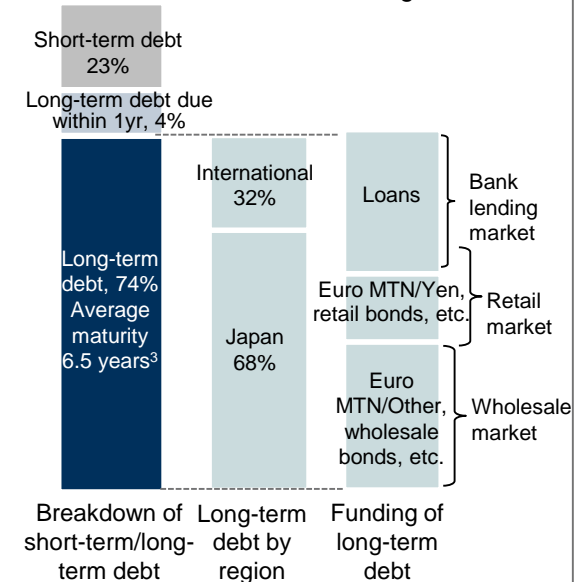 Short-term debt
23%
Long-term debt due
within 1yr, 4%
Long-term
debt, 74%
Average
maturity
6.5 years³
International
32%
Japan
68%
Loans
Euro MTN/Yen,
retail bonds, etc.
Euro
MTN/Other,
wholesale
bonds, etc.
Bank
lending
market
Retail
market
Wholesale
market
Breakdown of
short-term/long-
term debt
Long-term
debt by
region
Funding of
long-term
debt